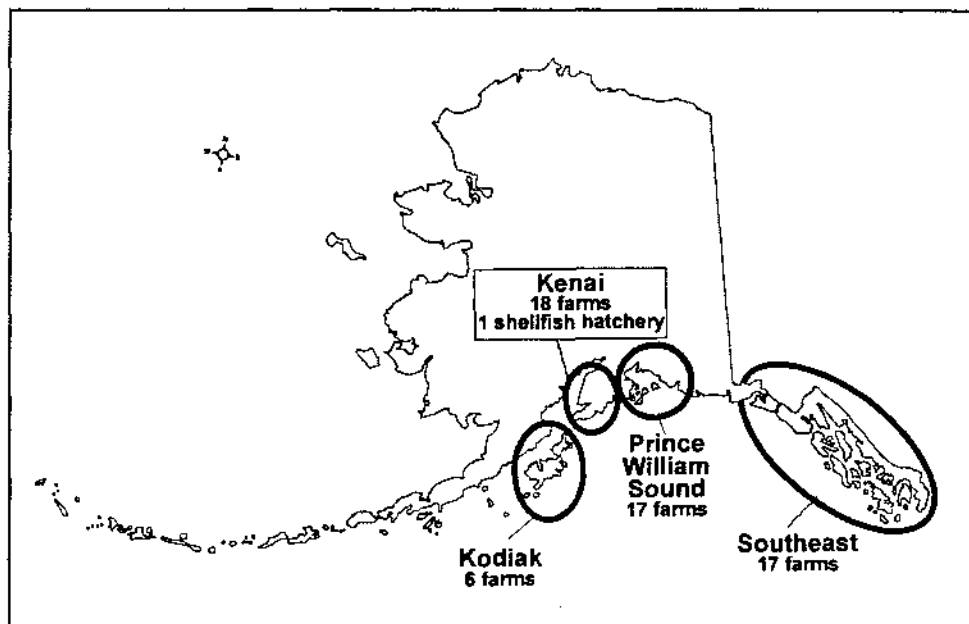 Kenai
18 farms
1 shellfish hatchery
Prince
William
Sound
17 farms
Kodiak
6 farms
Southeast
17 farms